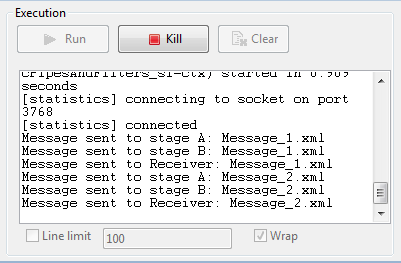 Execution
Run
Kill
Clear
CPipesAndFilters_s1-Ctx) started in 0.909
seconds
[statistics] connecting to socket on port
3768
[statistics] connected
Message sent to stage A: Message_1.xml
Message sent to stage B: Message_1.xml
Message sent to Receiver: Message_1.xml
Message sent to stage A: Message_2.xml
Message sent to stage B: Message_2.xml
Message sent to Receiver: Message_2.xml
Line limit
100
Wrap